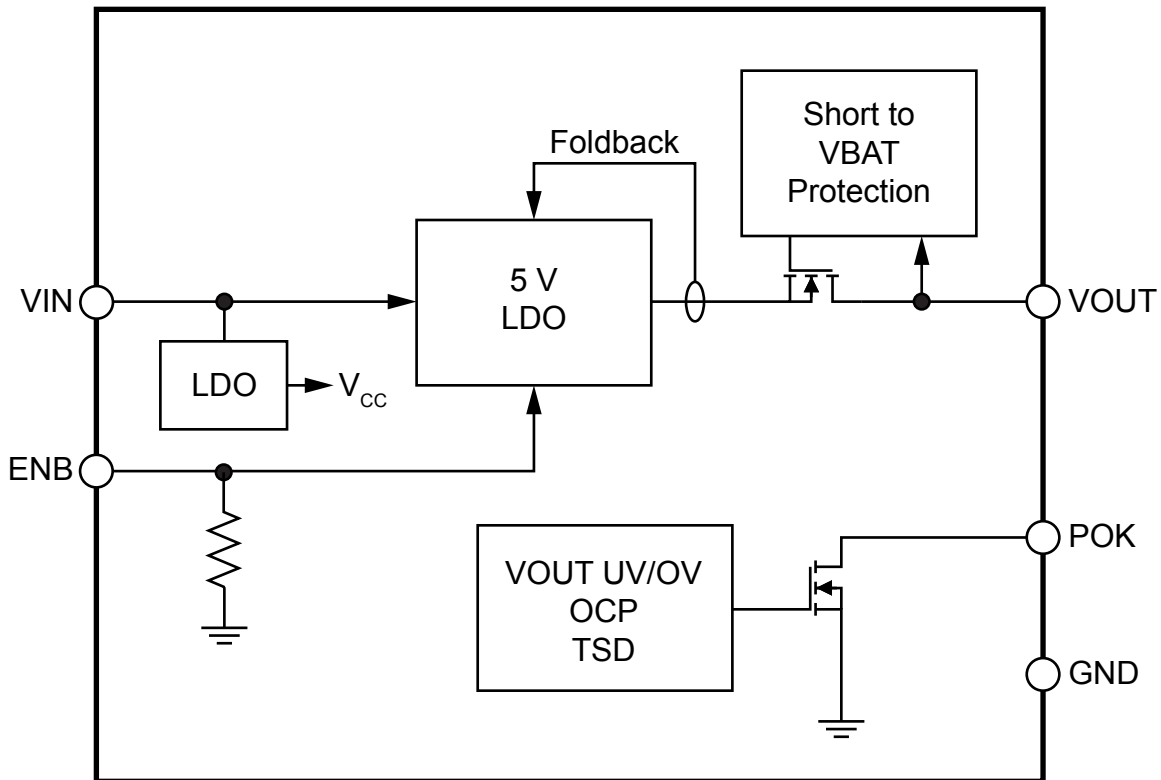 Short to
VBAT
Protection
Foldback
5 V
LDO
VIN
VOUT
LDO
VCC
ENB
POK
VOUT UV/OV
OCP
TSD
GND